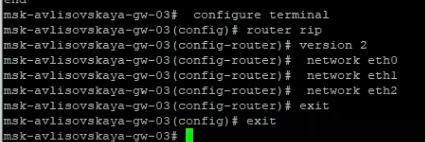 end
msk-avlisovskaya-gw-03# configure terminal
msk-avlisovskaya-gw-03(config)# router rip
msk-avlisovskaya-gw-03(config-router)# version 2
msk-avlisovskaya-gw-03(config-router)#  network eth0
msk-avlisovskaya-gw-03(config-router)#  network eth1
msk-avlisovskaya-gw-03(config-router)#  network eth2
msk-avlisovskaya-gw-03(config-router)# exit
msk-avlisovskaya-gw-03(config)# exit
msk-avlisovskaya-gw-03#